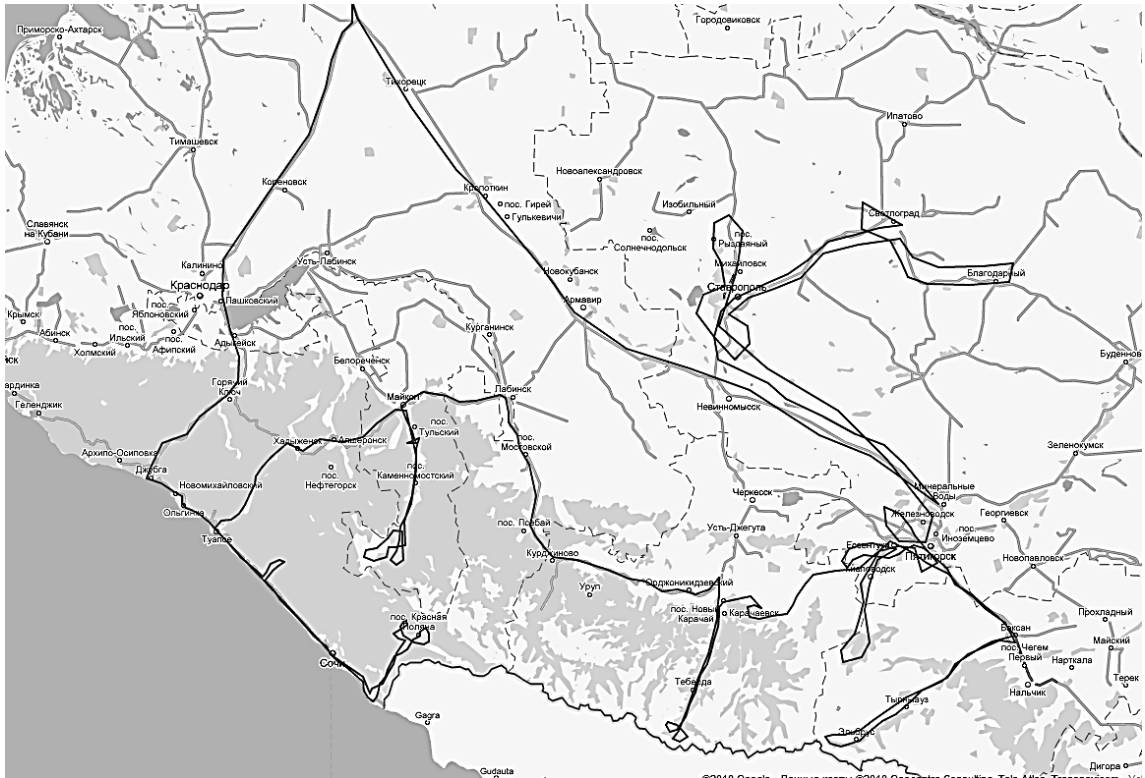 Городовиковск
Приморско-Ахтарск
Тихорецк
Ипатово
Тимашевск
Новоалександровск
Кореновск
Кропоткин
пос. Гирей
Гулькевичи
Изобильный
Светлоград
Славянск
на Кубани
пос.
Солнечнодольск
пос.
Рыздвяный
Усть-Лабинск
Калинино
Михайловск
Новокубанск
Благодарный
Краснодар
Ставрополь
Пашковский
Армавир
Крымск
пос.
Яблоновский
Абинск
пос.
Ильский
пос.
Афипский
Адыгейск
Курганинск
Холмский
Буденновск
Белореченск
Горячий
Ключ
Геленджик
Майкоп
Лабинск
Невинномысск
пос.
Тульский
Хадыженск
Апшеронск
пос.
Мостовской
Зеленокумск
Архипо-Осиповка
Джубга
пос.
Нефтегорск
пос.
Каменномостский
Новомихайловский
Черкесск
Минеральные
Воды
Ольгинка
Железноводск
Георгиевск
Туапсе
пос. Псебай
Усть-Джегута
пос.
Иноземцево
Ессентуки
Пятигорск
Курджиново
Новопавловск
Кисловодск
Орджоникидзевский
Уруп
пос. Новый
Карачай
Карачаевск
Прохладный
пос. Красная
Поляна
Баксан
Майский
пос. Чегем
Первый
Нарткала
Сочи
Терек
Теберда
Нальчик
Тырныауз
Gagra
Эльбрус
Дигора
Gudauta